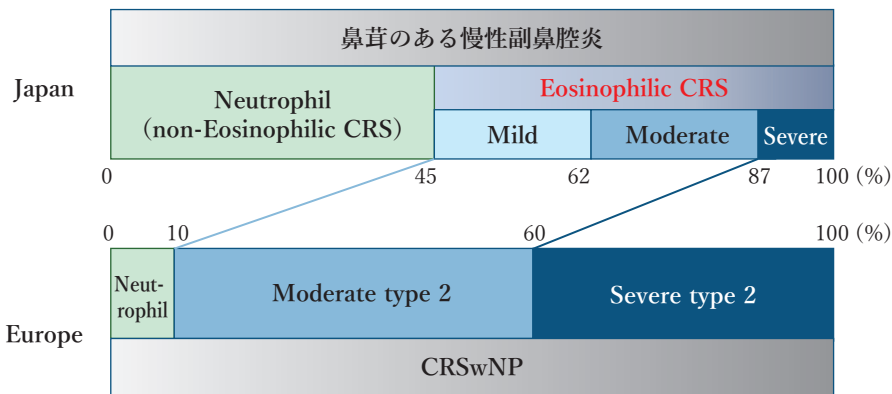 鼻茸のある慢性副鼻腔炎
Japan
Neutrophil
(non-Eosinophilic CRS)
Eosinophilic CRS
Mild
Moderate
Severe
0
45
62
87
100 (%)
0
10
60
100 (%)
Europe
Neut-
rophil
Moderate type 2
Severe type 2
CRSwNP